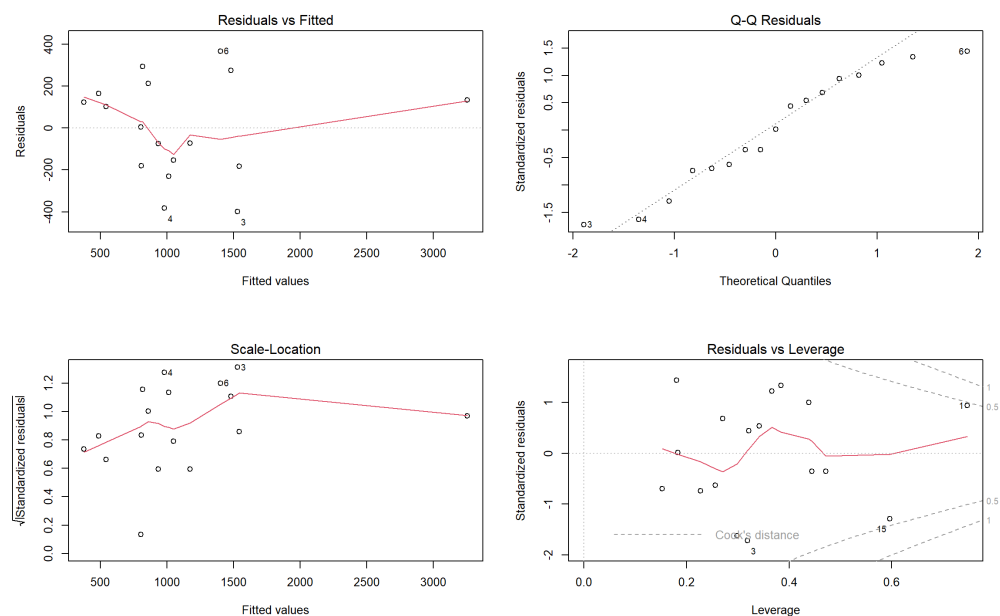 Residuals vs Fitted
Residuals
400
200
0
-200
-400
6
4
3
500 1000 1500 2000 2500 3000
Fitted values
Q-Q Residuals
Standardized residuals
1.5
0.5
-0.5
-1.5
6
4
3
-2 -1 0 1 2
Theoretical Quantiles
Scale-Location
√|Standardized residuals|
1.2
1.0
0.8
0.6
0.4
0.2
0.0
3
4
6
500 1000 1500 2000 2500 3000
Fitted values
Residuals vs Leverage
Standardized residuals
1
0
-1
-2
1
0.5
0.5
1
1
15
3
Cook's distance
0.0 0.2 0.4 0.6
Leverage